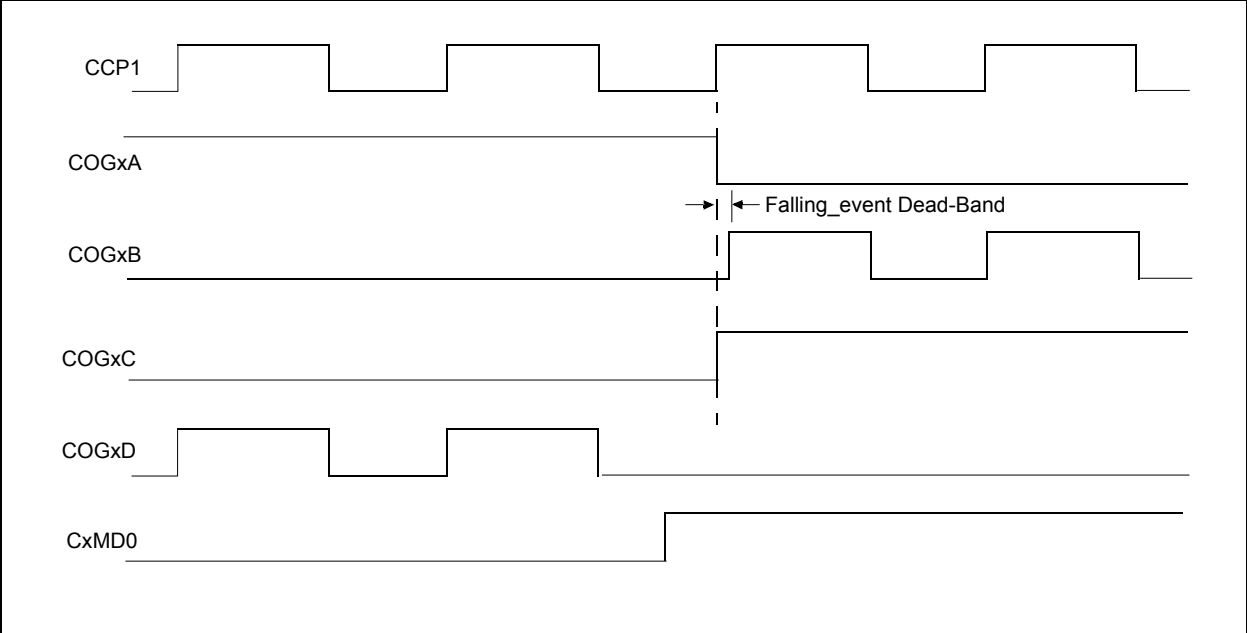 CCP1
COGxA
Falling_event Dead-Band
COGxB
COGxC
COGxD
CxMD0